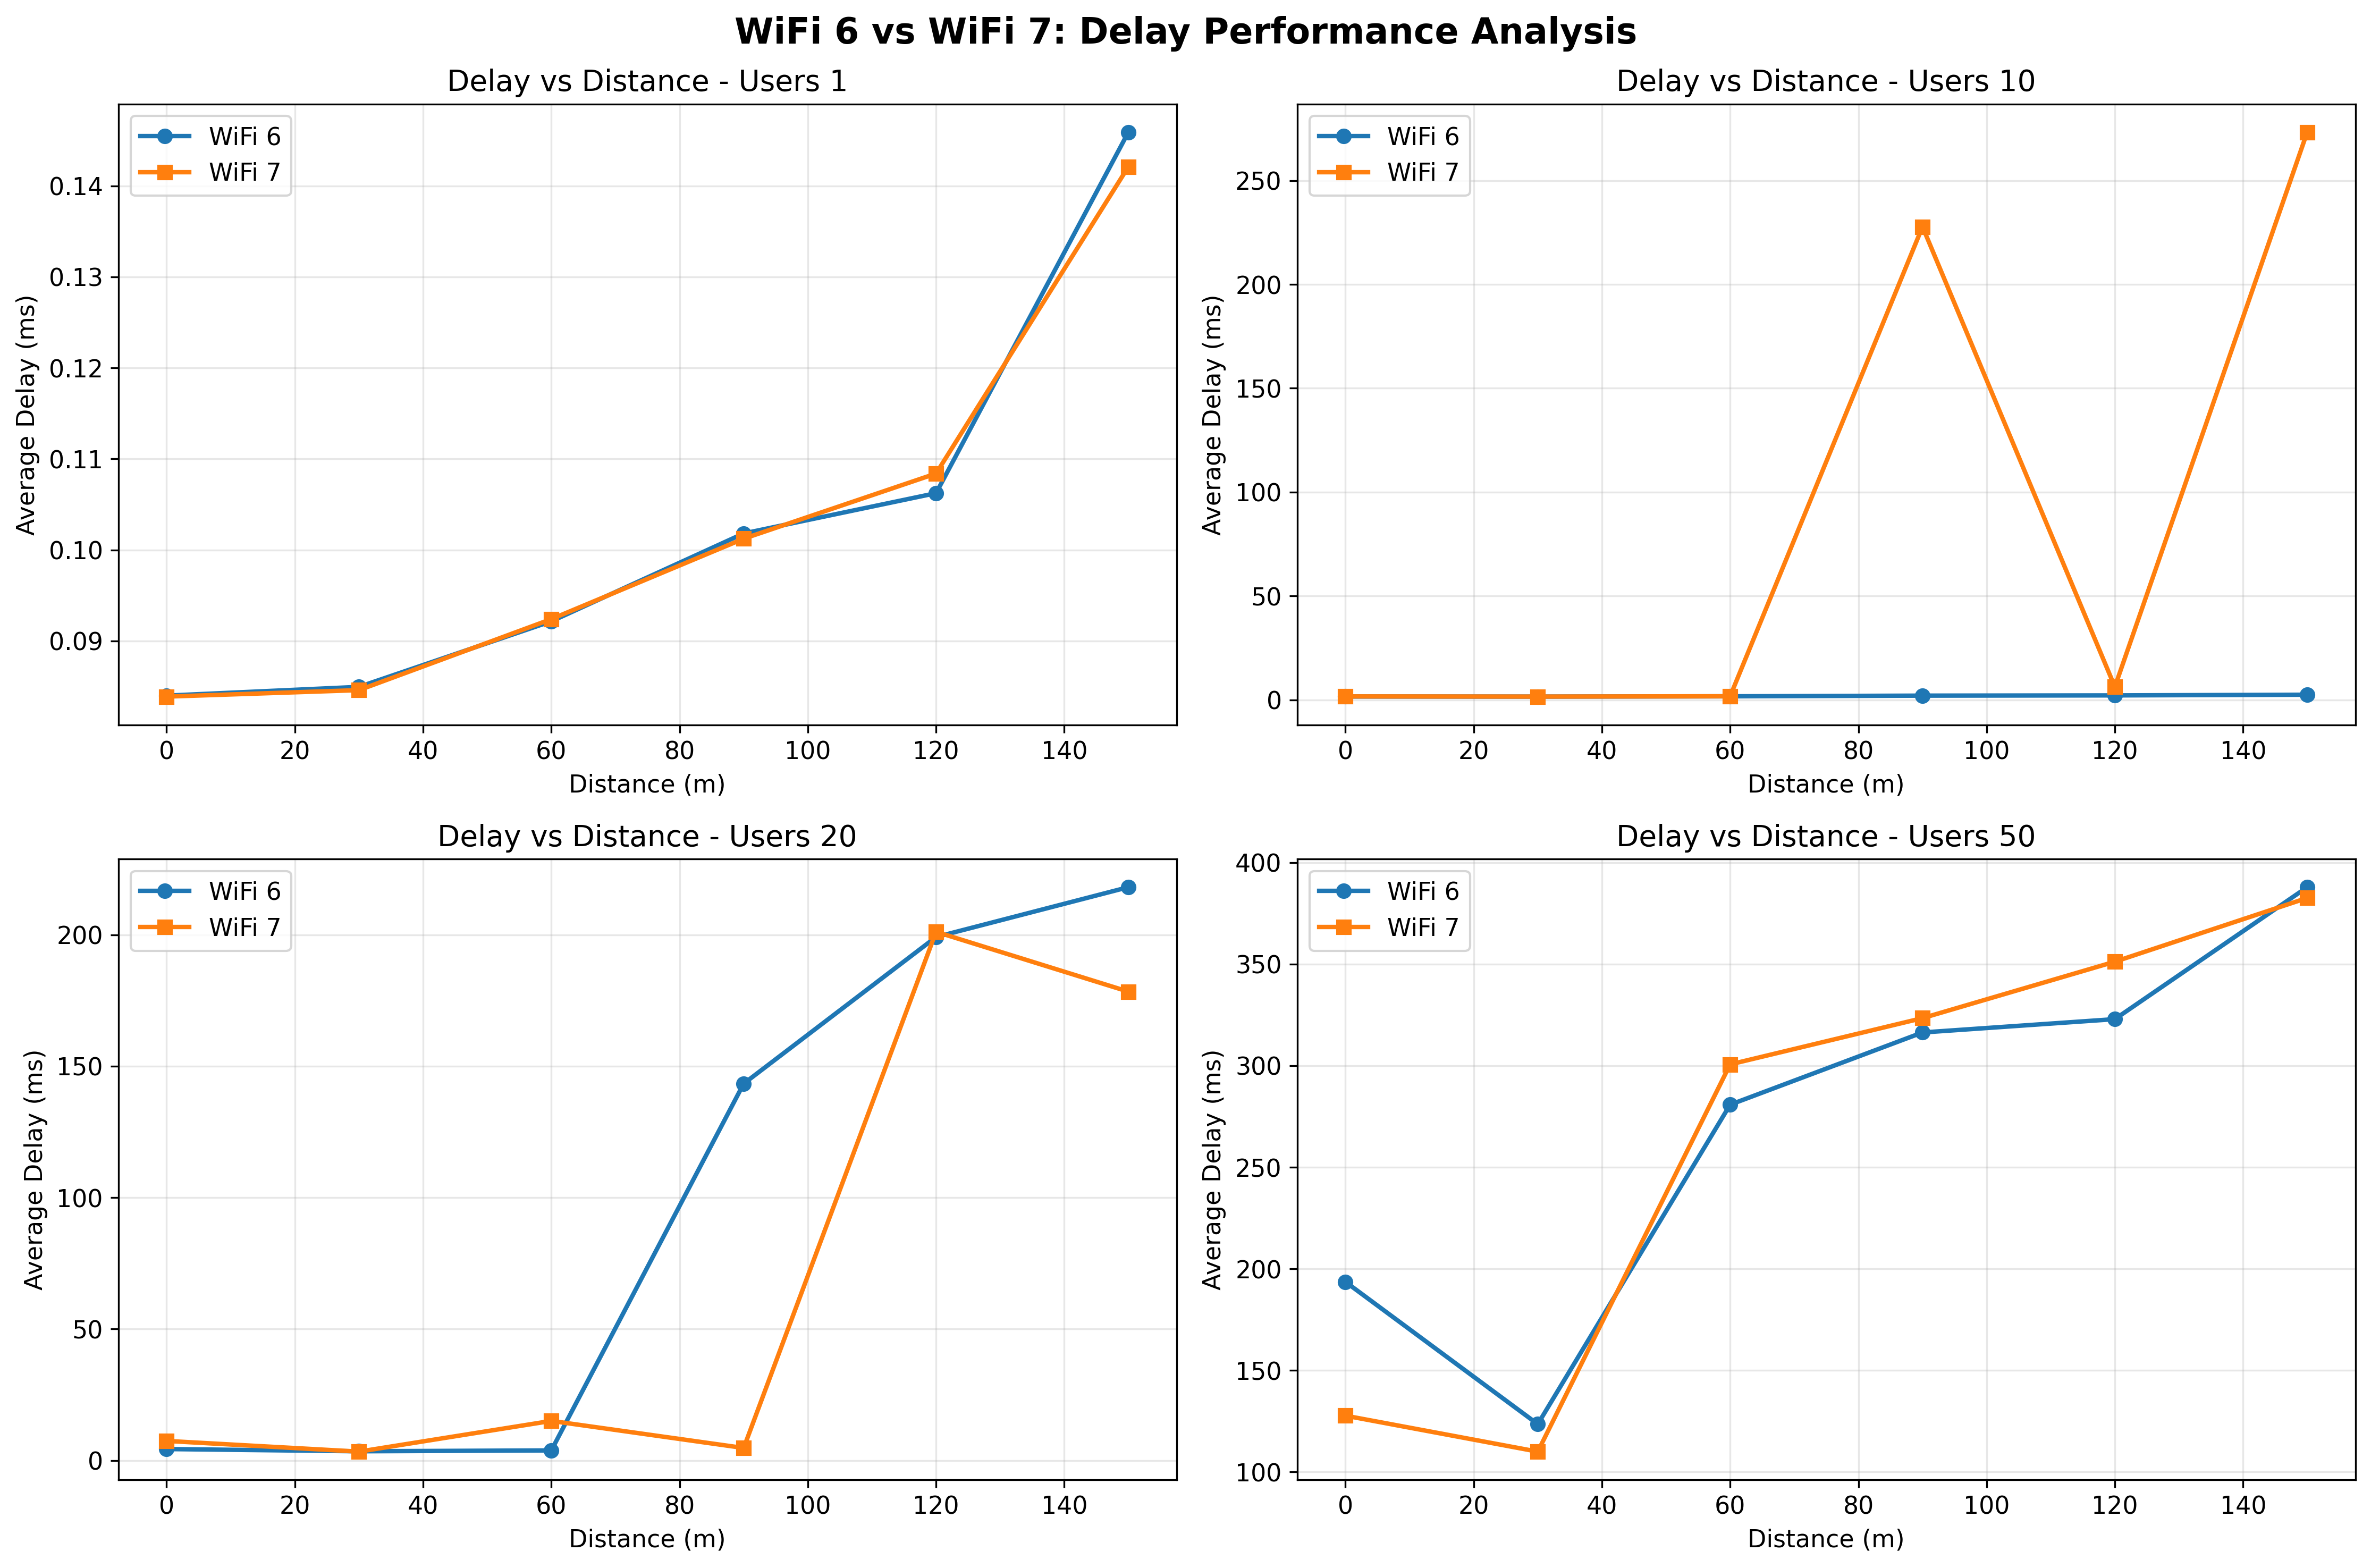 WiFi 6 vs WiFi 7: Delay Performance Analysis
Delay vs Distance - Users 1
WiFi 6
WiFi 7
Average Delay (ms)
0.14
0.13
0.12
0.11
0.10
0.09
0 20 40 60 80 100 120 140
Distance (m)
Delay vs Distance - Users 10
WiFi 6
WiFi 7
Average Delay (ms)
250
200
150
100
50
0
0 20 40 60 80 100 120 140
Distance (m)
Delay vs Distance - Users 20
WiFi 6
WiFi 7
Average Delay (ms)
200
150
100
50
0
0 20 40 60 80 100 120 140
Distance (m)
Delay vs Distance - Users 50
WiFi 6
WiFi 7
Average Delay (ms)
400
350
300
250
200
150
100
0 20 40 60 80 100 120 140
Distance (m)